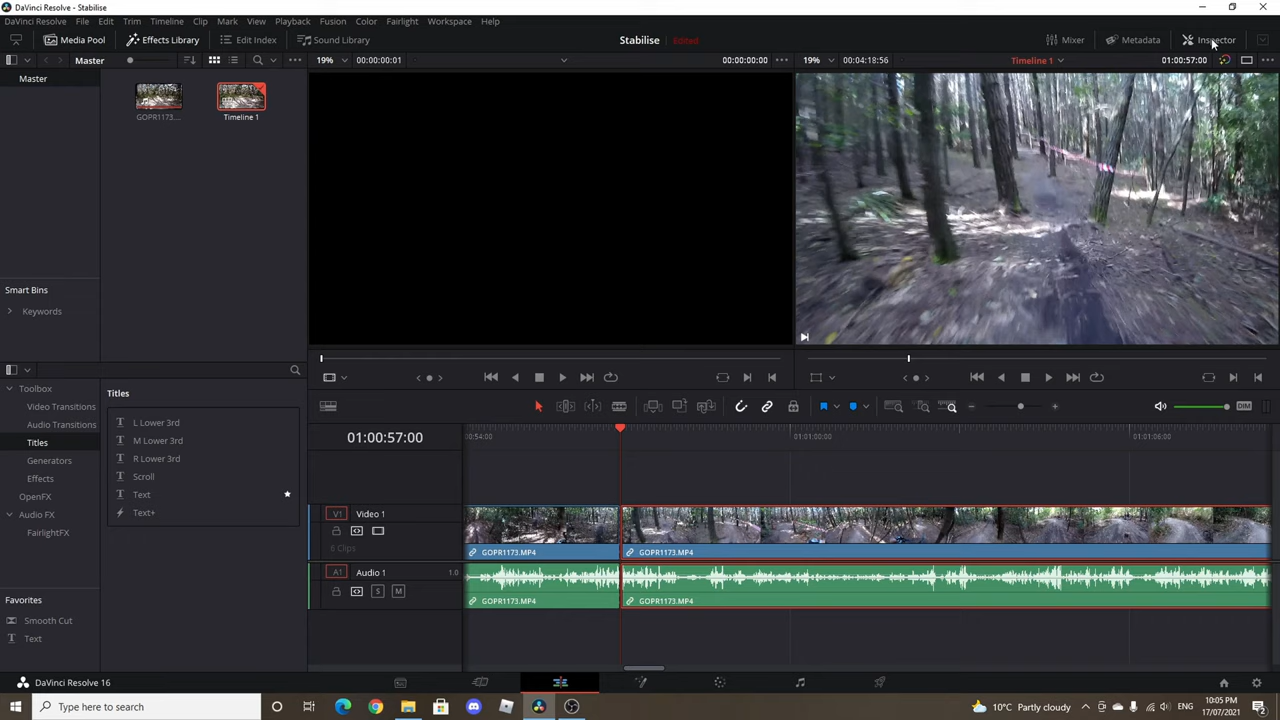 DaVinci Resolve - Stabilise
DaVinci Resolve File Edit Trim Timeline Clip Mark View Playback Fusion Color Fairlight Workspace Help
Media Pool Effects Library Edit Index Sound Library Stabilise Edited Mixer Metadata Inspector
Master 19% 00:00:00:01 00:00:00:00 19% 00:04:18:56 Timeline 1 01:00:57:00
Master
GOPR1173.... Timeline 1
Smart Bins
Keywords
Toolbox
Video Transitions
Audio Transitions
Titles
Generators
Effects
OpenFX
Audio FX
FairlightFX
Favorites
Smooth Cut
Text
Titles
L Lower 3rd
M Lower 3rd
R Lower 3rd
Scroll
Text
Text+
DIM
01:00:57:00 00:54:00 01:01:00:00 01:01:06:00
V1 Video 1
6 Clips
GOPR1173.MP4 GOPR1173.MP4
A1 Audio 1 1.0
S M
GOPR1173.MP4 GOPR1173.MP4
DaVinci Resolve 16
Type here to search
10°C Partly cloudy
ENG
10:05 PM
17/07/2021
2